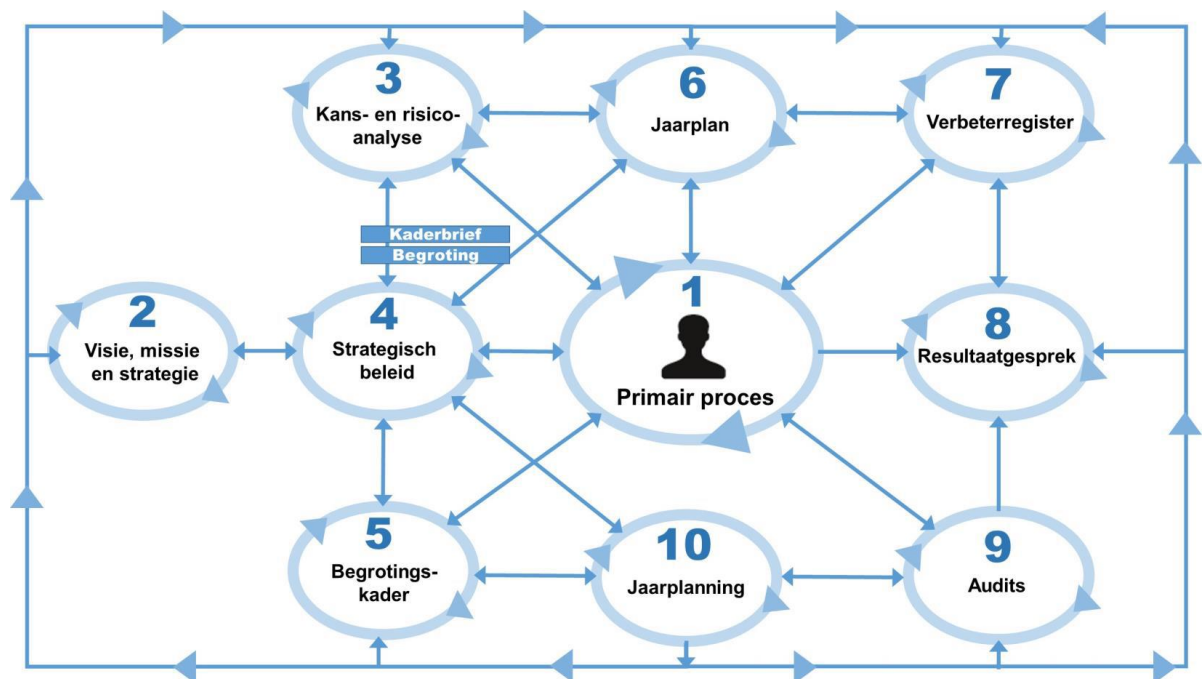 3
Kans- en risico-
analyse
6
Jaarplan
7
Verbeterregister
Kaderbrief
Begroting
2
Visie, missie
en strategie
4
Strategisch
beleid
1
Primair proces
8
Resultaatgesprek
5
Begrotings-
kader
10
Jaarplanning
9
Audits